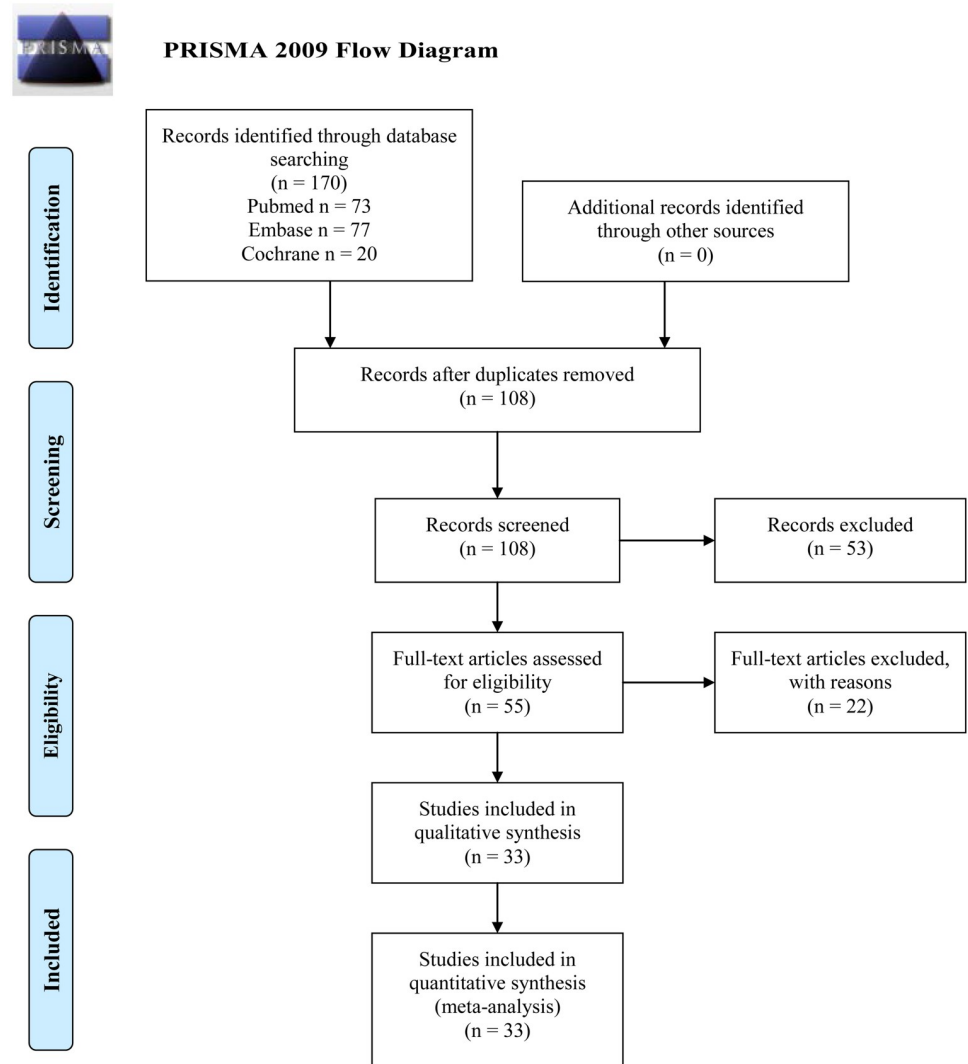 PRISMA
PRISMA 2009 Flow Diagram
Identification
Records identified through database
searching
(n = 170)
Pubmed n = 73
Embase n = 77
Cochrane n = 20
Additional records identified
through other sources
(n = 0)
Records after duplicates removed
(n = 108)
Screening
Records screened
(n = 108)
Records excluded
(n = 53)
Eligibility
Full-text articles assessed
for eligibility
(n = 55)
Full-text articles excluded,
with reasons
(n = 22)
Studies included in
qualitative synthesis
(n = 33)
Included
Studies included in
quantitative synthesis
(meta-analysis)
(n = 33)